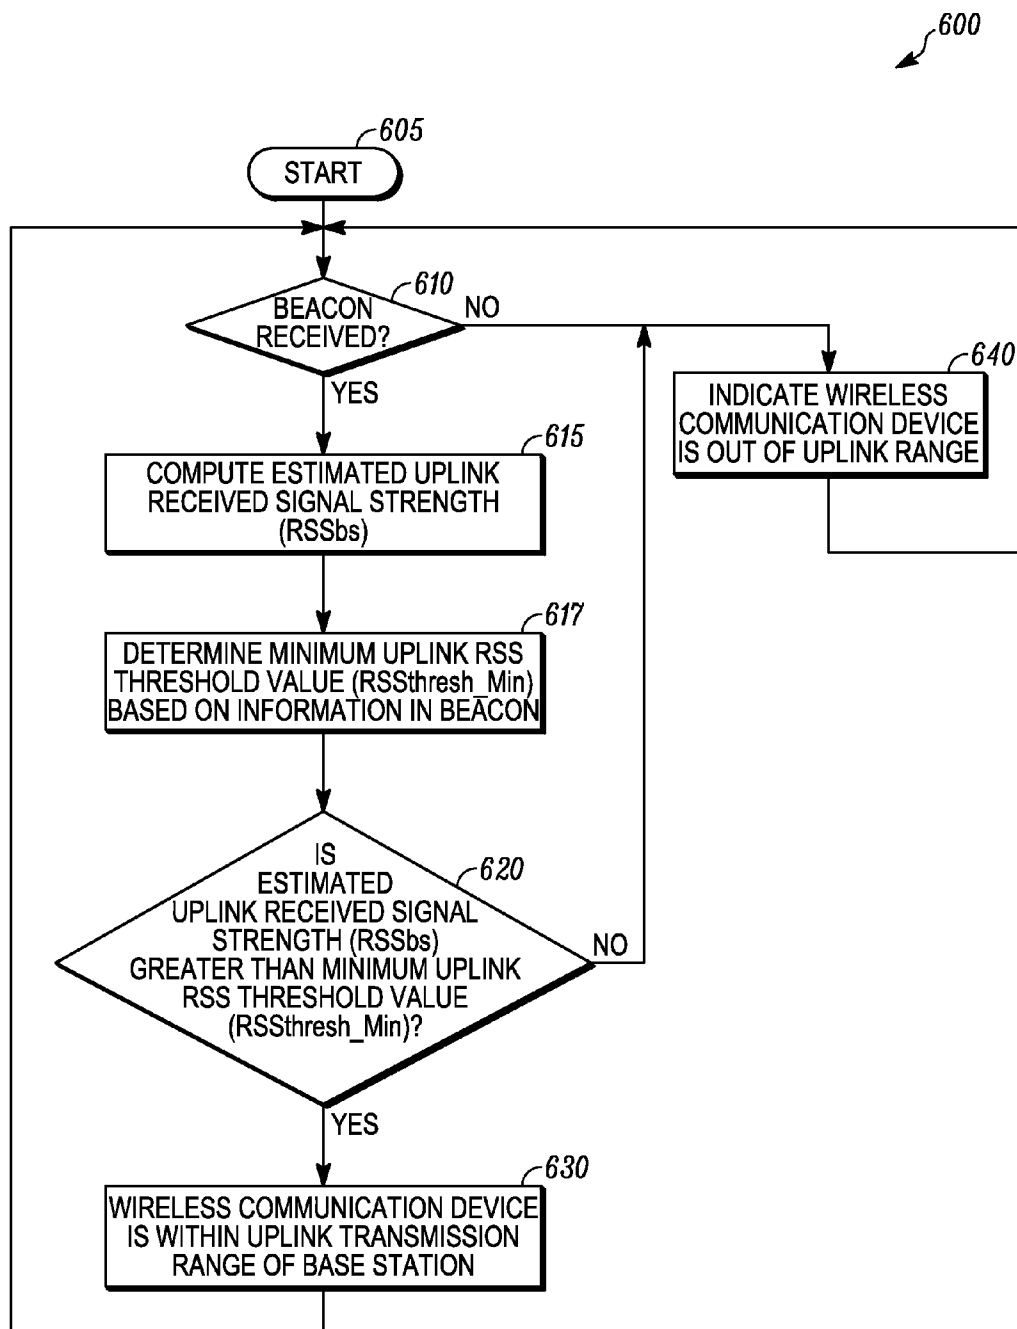 600
605
START
610
BEACON
RECEIVED?
NO
YES
640
INDICATE WIRELESS
COMMUNICATION DEVICE
IS OUT OF UPLINK RANGE
615
COMPUTE ESTIMATED UPLINK
RECEIVED SIGNAL STRENGTH
(RSSbs)
617
DETERMINE MINIMUM UPLINK RSS
THRESHOLD VALUE (RSSthresh_Min)
BASED ON INFORMATION IN BEACON
620
IS
ESTIMATED
UPLINK RECEIVED SIGNAL
STRENGTH (RSSbs)
GREATER THAN MINIMUM UPLINK
RSS THRESHOLD VALUE
(RSSthresh_Min)?
NO
YES
630
WIRELESS COMMUNICATION DEVICE
IS WITHIN UPLINK TRANSMISSION
RANGE OF BASE STATION